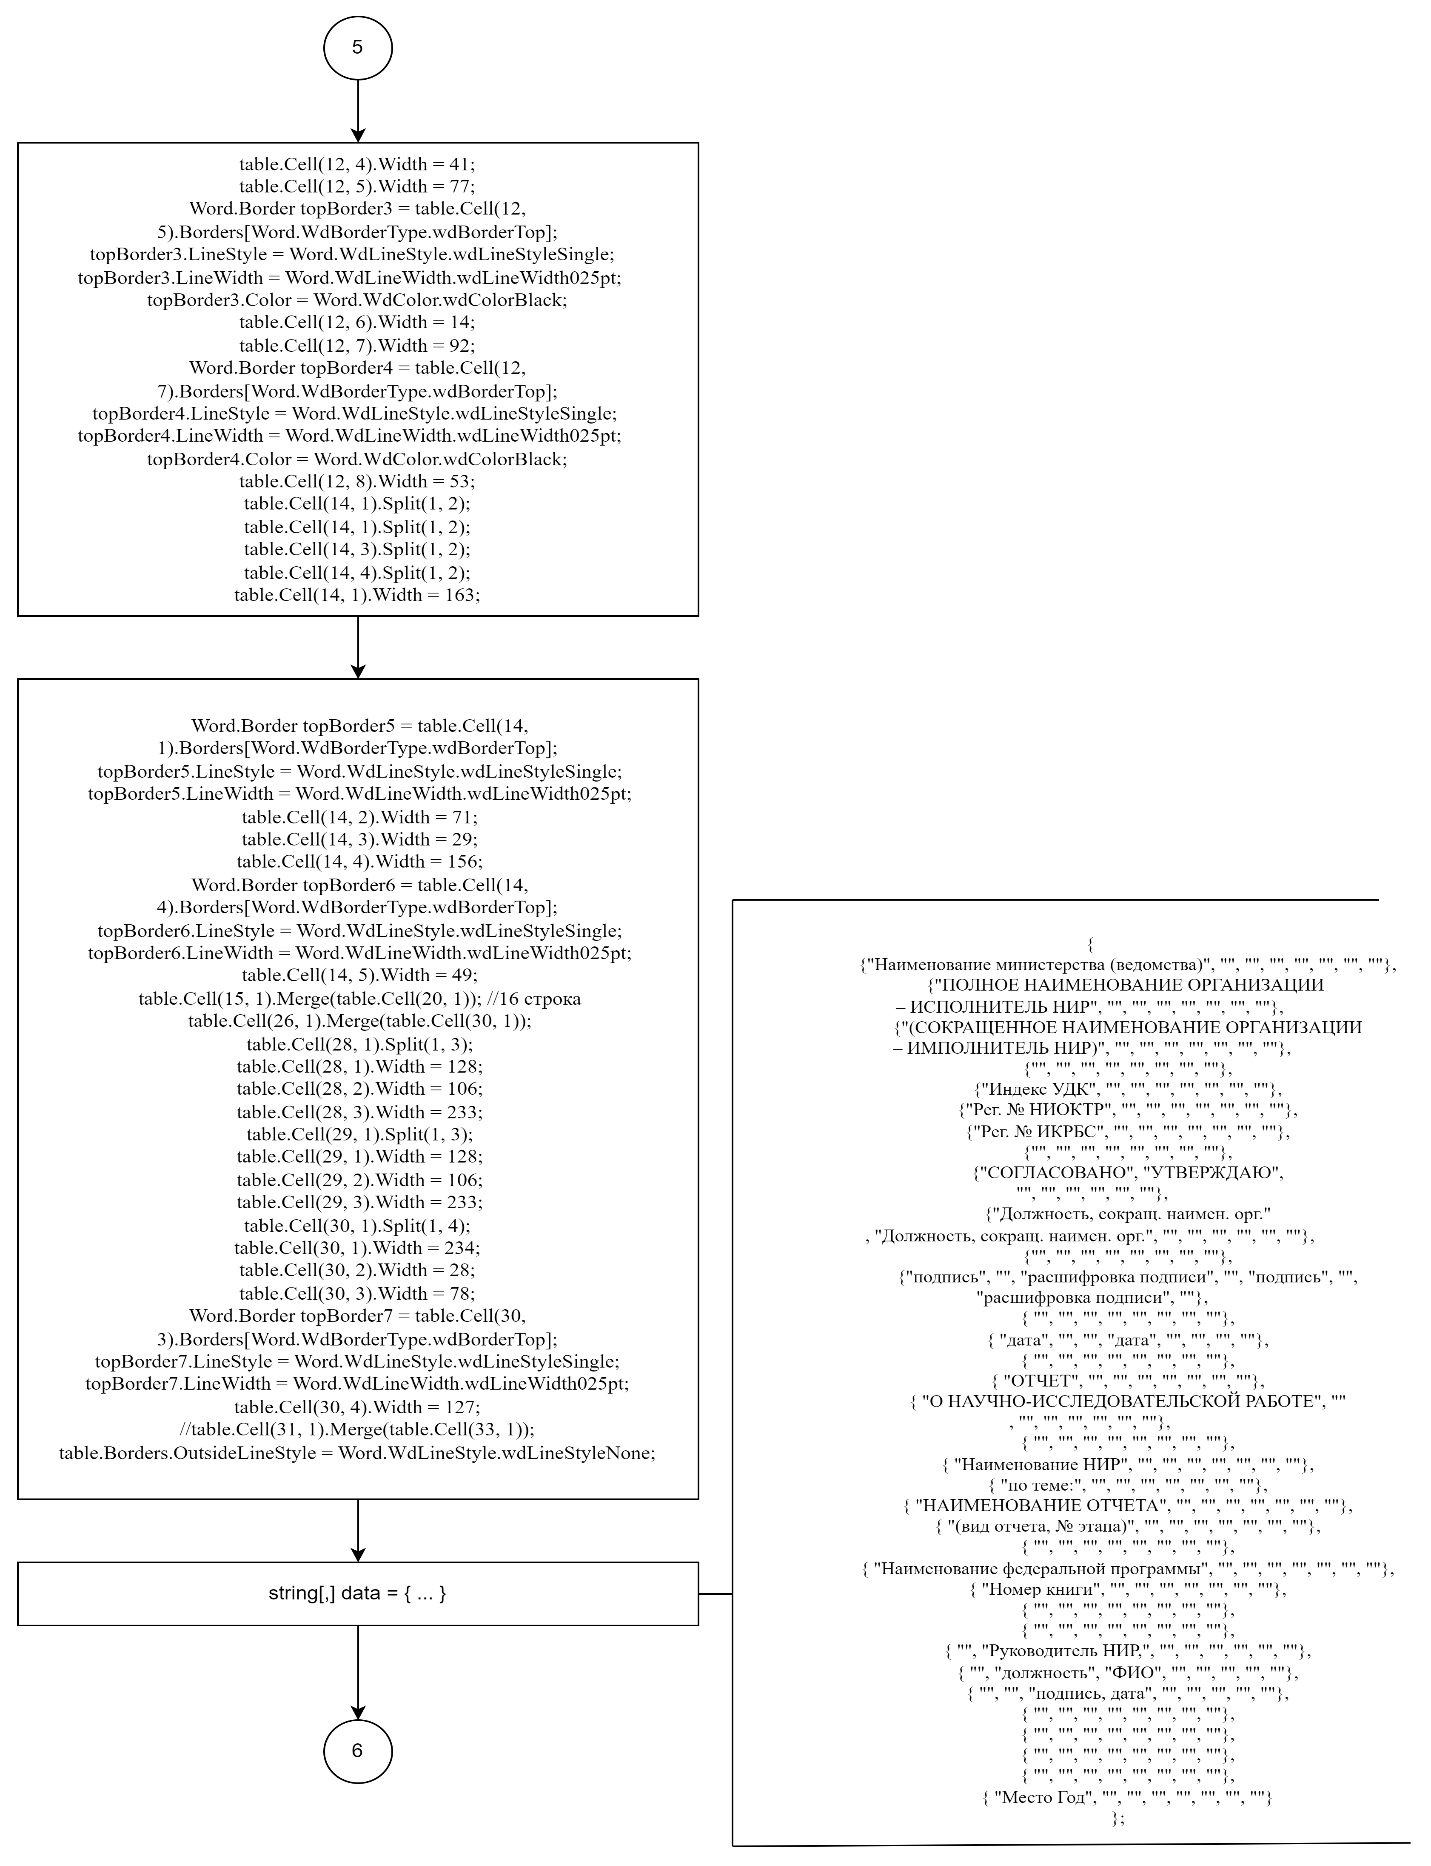 5
table.Cell(12, 4).Width = 41;
table.Cell(12, 5).Width = 77;
Word.Border topBorder3 = table.Cell(12,
5).Borders[Word.WdBorderType.wdBorderTop];
topBorder3.LineStyle = Word.WdLineStyle.wdLineStyleSingle;
topBorder3.LineWidth = Word.WdLineWidth.wdLineWidth025pt;
topBorder3.Color = Word.WdColor.wdColorBlack;
table.Cell(12, 6).Width = 14;
table.Cell(12, 7).Width = 92;
Word.Border topBorder4 = table.Cell(12,
7).Borders[Word.WdBorderType.wdBorderTop];
topBorder4.LineStyle = Word.WdLineStyle.wdLineStyleSingle;
topBorder4.LineWidth = Word.WdLineWidth.wdLineWidth025pt;
topBorder4.Color = Word.WdColor.wdColorBlack;
table.Cell(12, 8).Width = 53;
table.Cell(14, 1).Split(1, 2);
table.Cell(14, 1).Split(1, 2);
table.Cell(14, 3).Split(1, 2);
table.Cell(14, 4).Split(1, 2);
table.Cell(14, 1).Width = 163;
Word.Border topBorder5 = table.Cell(14,
1).Borders[Word.WdBorderType.wdBorderTop];
topBorder5.LineStyle = Word.WdLineStyle.wdLineStyleSingle;
topBorder5.LineWidth = Word.WdLineWidth.wdLineWidth025pt;
table.Cell(14, 2).Width = 71;
table.Cell(14, 3).Width = 29;
table.Cell(14, 4).Width = 156;
Word.Border topBorder6 = table.Cell(14,
4).Borders[Word.WdBorderType.wdBorderTop];
topBorder6.LineStyle = Word.WdLineStyle.wdLineStyleSingle;
topBorder6.LineWidth = Word.WdLineWidth.wdLineWidth025pt;
table.Cell(14, 5).Width = 49;
table.Cell(15, 1).Merge(table.Cell(20, 1)); //16 строка
table.Cell(26, 1).Merge(table.Cell(30, 1));
table.Cell(28, 1).Split(1, 3);
table.Cell(28, 1).Width = 128;
table.Cell(28, 2).Width = 106;
table.Cell(28, 3).Width = 233;
table.Cell(29, 1).Split(1, 3);
table.Cell(29, 1).Width = 128;
table.Cell(29, 2).Width = 106;
table.Cell(29, 3).Width = 233;
table.Cell(30, 1).Split(1, 4);
table.Cell(30, 1).Width = 234;
table.Cell(30, 2).Width = 28;
table.Cell(30, 3).Width = 78;
Word.Border topBorder7 = table.Cell(30,
3).Borders[Word.WdBorderType.wdBorderTop];
topBorder7.LineStyle = Word.WdLineStyle.wdLineStyleSingle;
topBorder7.LineWidth = Word.WdLineWidth.wdLineWidth025pt;
table.Cell(30, 4).Width = 127;
//table.Cell(31, 1).Merge(table.Cell(33, 1));
table.Borders.OutsideLineStyle = Word.WdLineStyle.wdLineStyleNone;
string[,] data = { ... }
{
{"Наименование министерства (ведомства)", "", "", "", "", "", "", ""},
{"ПОЛНОЕ НАИМЕНОВАНИЕ ОРГАНИЗАЦИИ
– ИСПОЛНИТЕЛЬ НИР", "", "", "", "", "", "", ""},
{"(СОКРАЩЕННОЕ НАИМЕНОВАНИЕ ОРГАНИЗАЦИИ
– ИМПОЛНИТЕЛЬ НИР)", "", "", "", "", "", "", ""},
{"", "", "", "", "", "", "", ""},
{"Индекс УДК", "", "", "", "", "", "", ""},
{"Рег. № НИОКТР", "", "", "", "", "", "", ""},
{"Рег. № ИКРБС", "", "", "", "", "", "", ""},
{"", "", "", "", "", "", "", ""},
{"СОГЛАСОВАНО", "УТВЕРЖДАЮ",
"", "", "", "", "", ""},
{"Должность, сокращ. наимен. орг."
, "Должность, сокращ. наимен. орг.", "", "", "", "", "", ""},
{"", "", "", "", "", "", "", ""},
{"подпись", "", "расшифровка подписи", "", "подпись", "",
"расшифровка подписи", ""},
{ "", "", "", "", "", "", "", ""},
{ "дата", "", "", "дата", "", "", "", ""},
{ "", "", "", "", "", "", "", ""},
{ "ОТЧЕТ", "", "", "", "", "", "", ""},
{ "О НАУЧНО-ИССЛЕДОВАТЕЛЬСКОЙ РАБОТЕ", ""
, "", "", "", "", "", ""},
{ "", "", "", "", "", "", "", ""},
{ "Наименование НИР", "", "", "", "", "", "", ""},
{ "по теме:", "", "", "", "", "", "", ""},
{ "НАИМЕНОВАНИЕ ОТЧЕТА", "", "", "", "", "", "", ""},
{ "(вид отчета, № этапа)", "", "", "", "", "", "", ""},
{ "", "", "", "", "", "", "", ""},
{ "Наименование федеральной программы", "", "", "", "", "", "", ""},
{ "Номер книги", "", "", "", "", "", "", ""},
{ "", "", "", "", "", "", "", ""},
{ "", "", "", "", "", "", "", ""},
{ "", "Руководитель НИР,", "", "", "", "", "", ""},
{ "", "должность", "ФИО", "", "", "", "", ""},
{ "", "", "подпись, дата", "", "", "", "", ""},
{ "", "", "", "", "", "", "", ""},
{ "", "", "", "", "", "", "", ""},
{ "", "", "", "", "", "", "", ""},
{ "", "", "", "", "", "", "", ""},
{ "Место Год", "", "", "", "", "", "", ""}
};
6